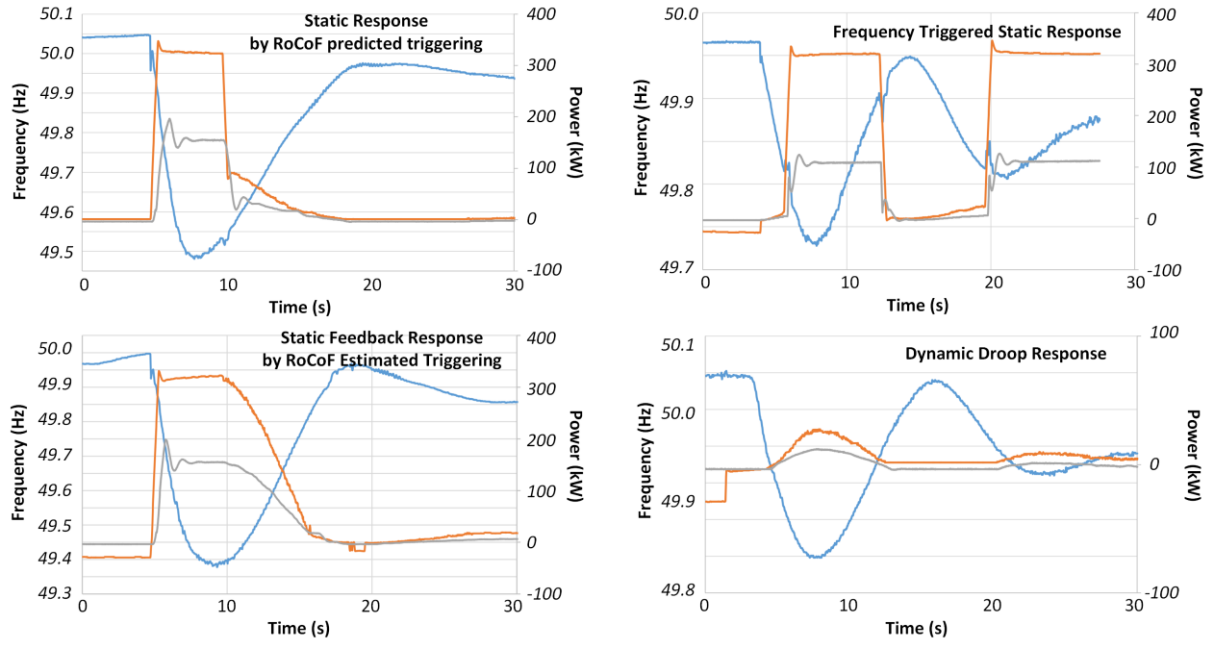 Static Response
by RoCoF predicted triggering
50.1
50.0
49.9
49.8
49.7
49.6
49.5
Frequency (Hz)
400
300
200
100
0
-100
Power (kW)
0 10 20 30
Time (s)
Frequency Triggered Static Response
50.0
49.9
49.8
49.7
Frequency (Hz)
400
300
200
100
0
-100
Power (kW)
0 10 20 30
Time (s)
Static Feedback Response
by RoCoF Estimated Triggering
50.0
49.9
49.8
49.7
49.6
49.5
49.4
49.3
Frequency (Hz)
400
300
200
100
0
-100
Power (kW)
0 10 20 30
Time (s)
Dynamic Droop Response
50.1
50.0
49.9
49.8
Frequency (Hz)
100
0
-100
Power (kW)
0 10 20 30
Time (s)